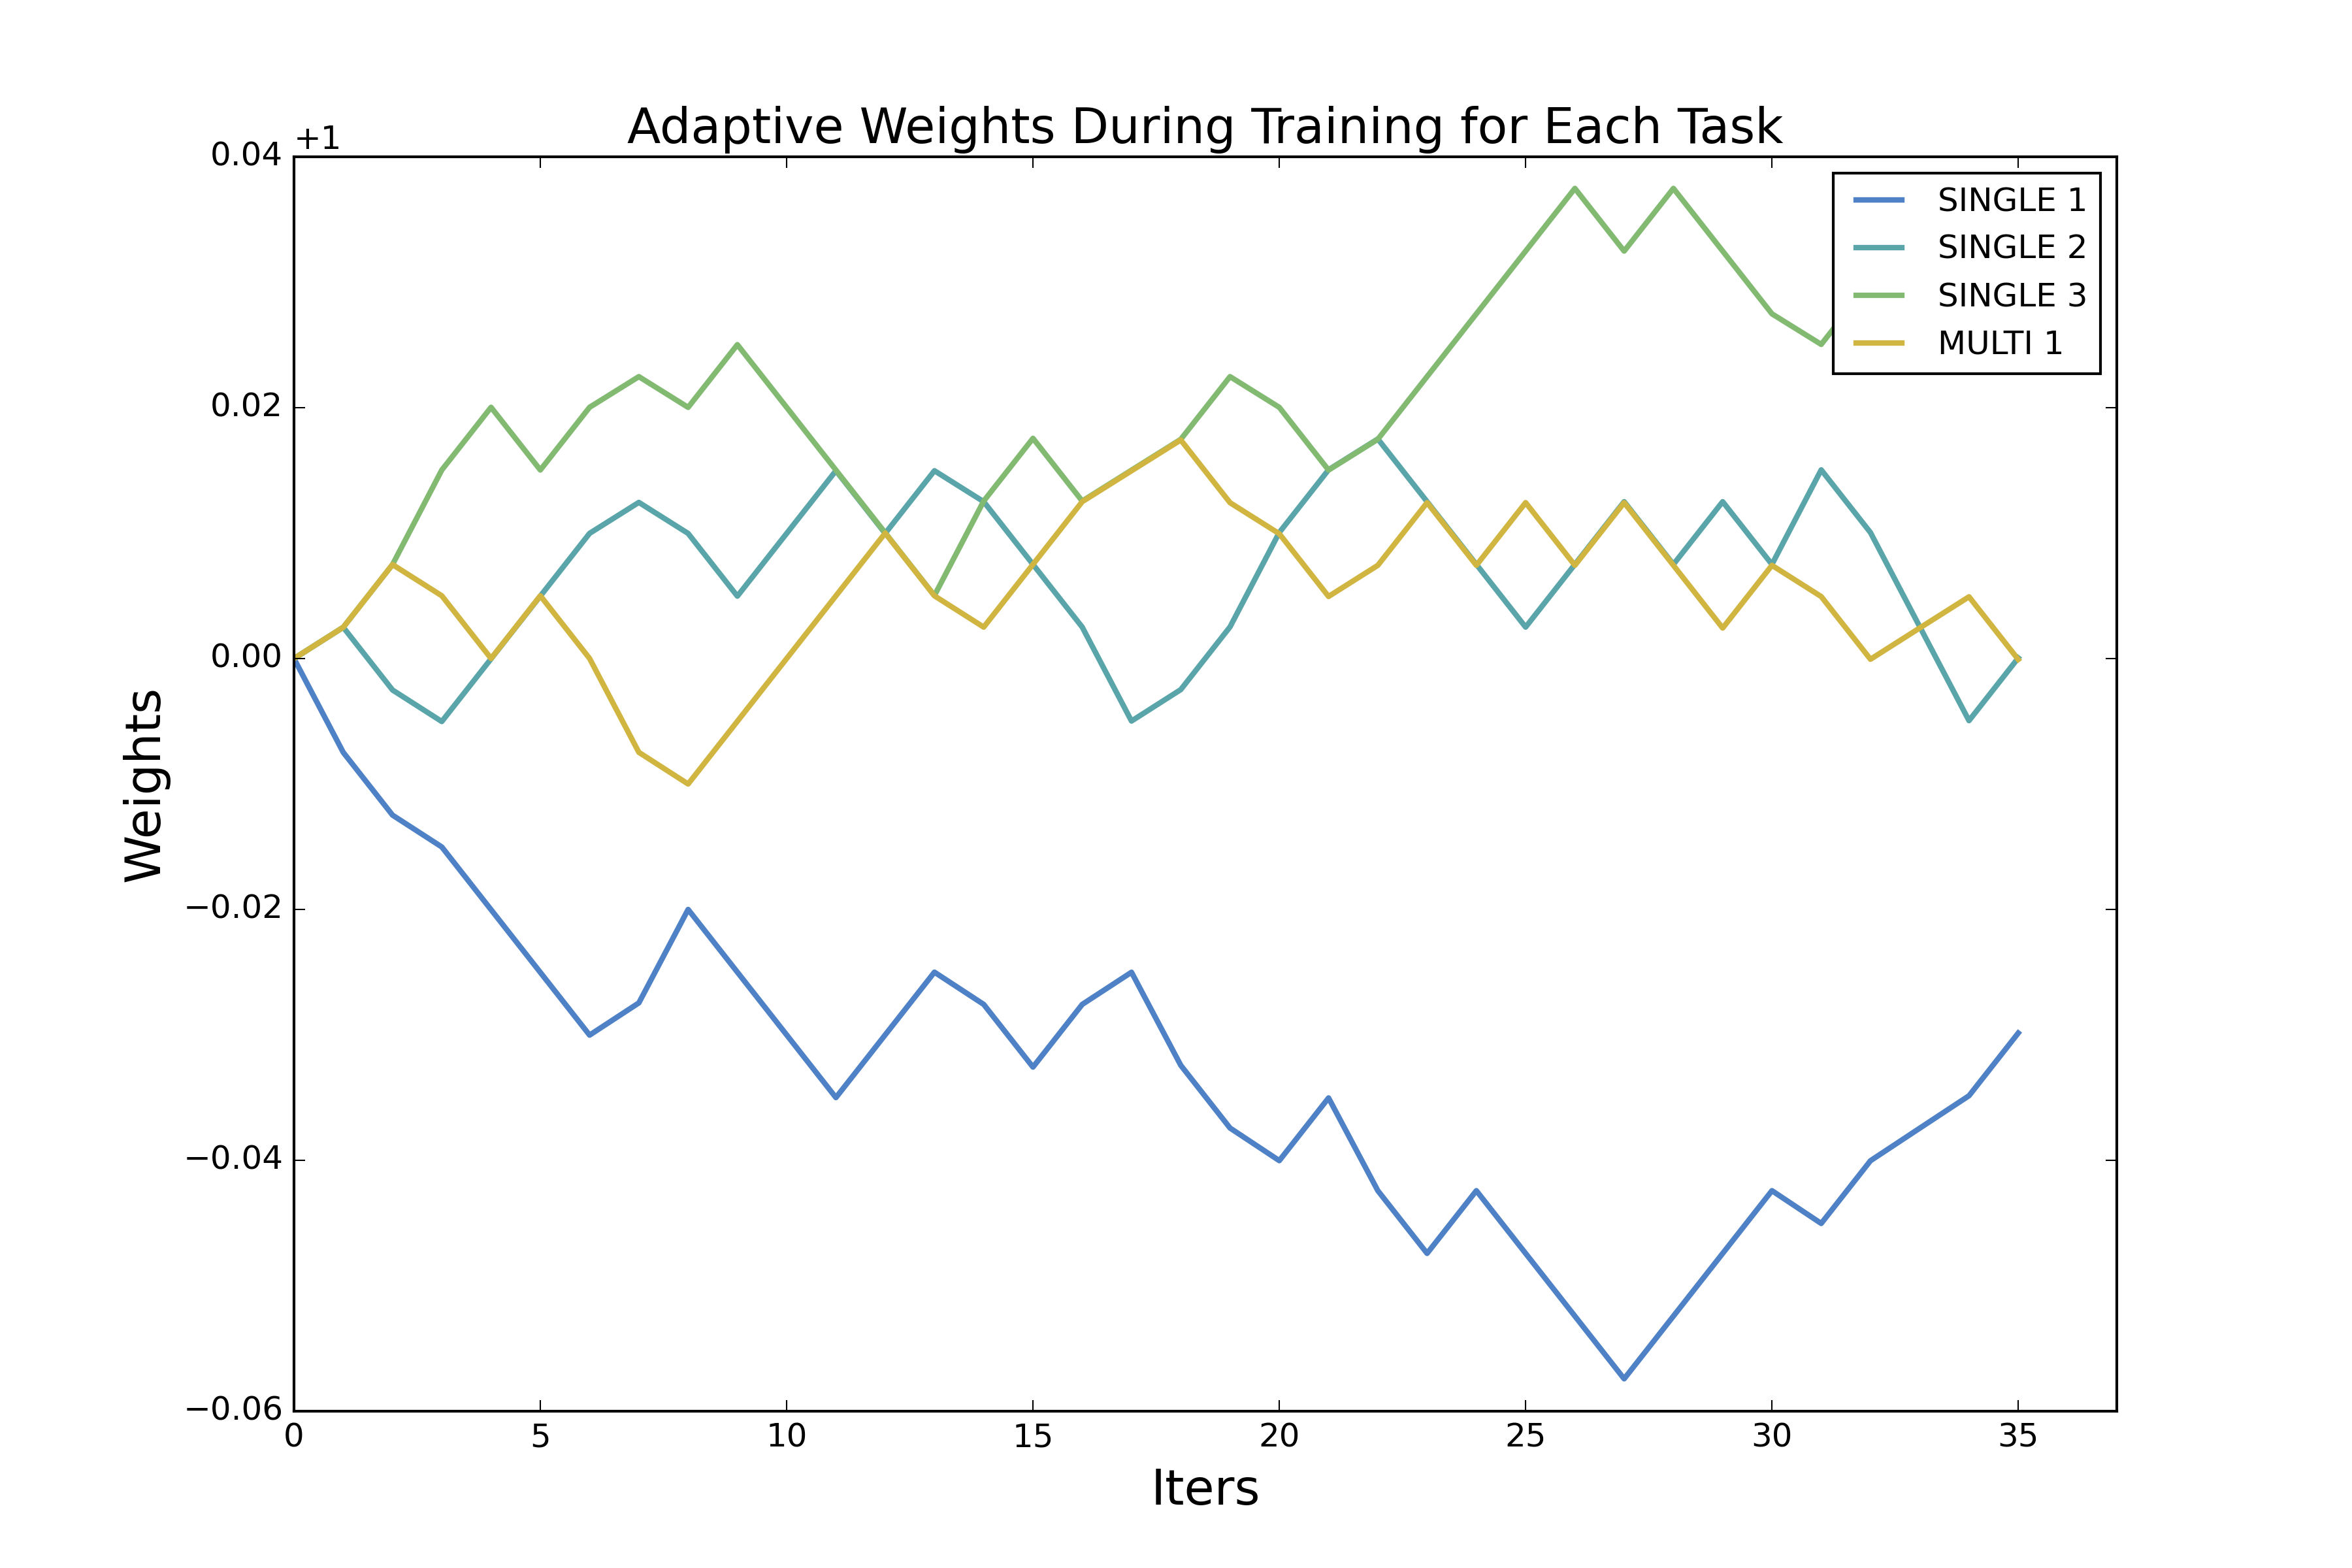 Adaptive Weights During Training for Each Task
+1
0.04
0.02
0.00
−0.02
−0.04
−0.06
Weights
SINGLE 1
SINGLE 2
SINGLE 3
MULTI 1
0 5 10 15 20 25 30 35
Iters